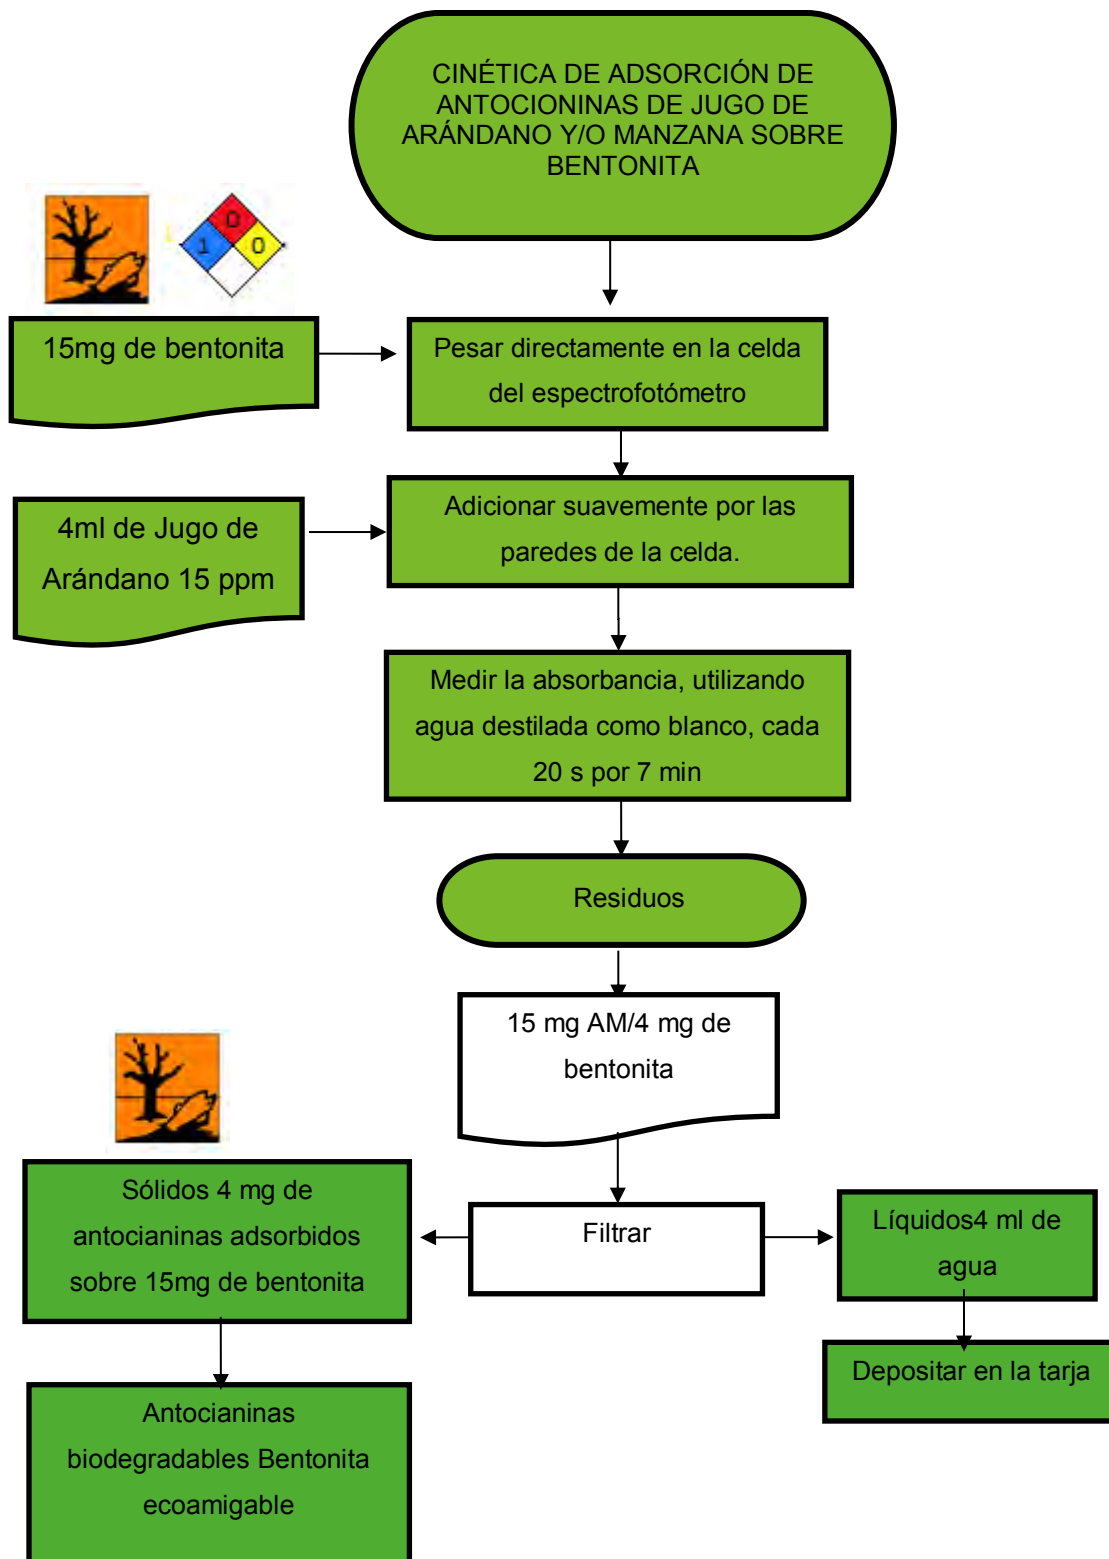 CINÉTICA DE ADSORCIÓN DE
ANTOCIONINAS DE JUGO DE
ARÁNDANO Y/O MANZANA SOBRE
BENTONITA
0
1
0
15mg de bentonita
Pesar directamente en la celda
del espectrofotómetro
4ml de Jugo de
Arándano 15 ppm
Adicionar suavemente por las
paredes de la celda.
Medir la absorbancia, utilizando
agua destilada como blanco, cada
20 s por 7 min
Residuos
15 mg AM/4 mg de
bentonita
Sólidos 4 mg de
antocianinas adsorbidos
sobre 15mg de bentonita
Filtrar
Líquidos4 ml de
agua
Depositar en la tarja
Antocianinas
biodegradables Bentonita
ecoamigable